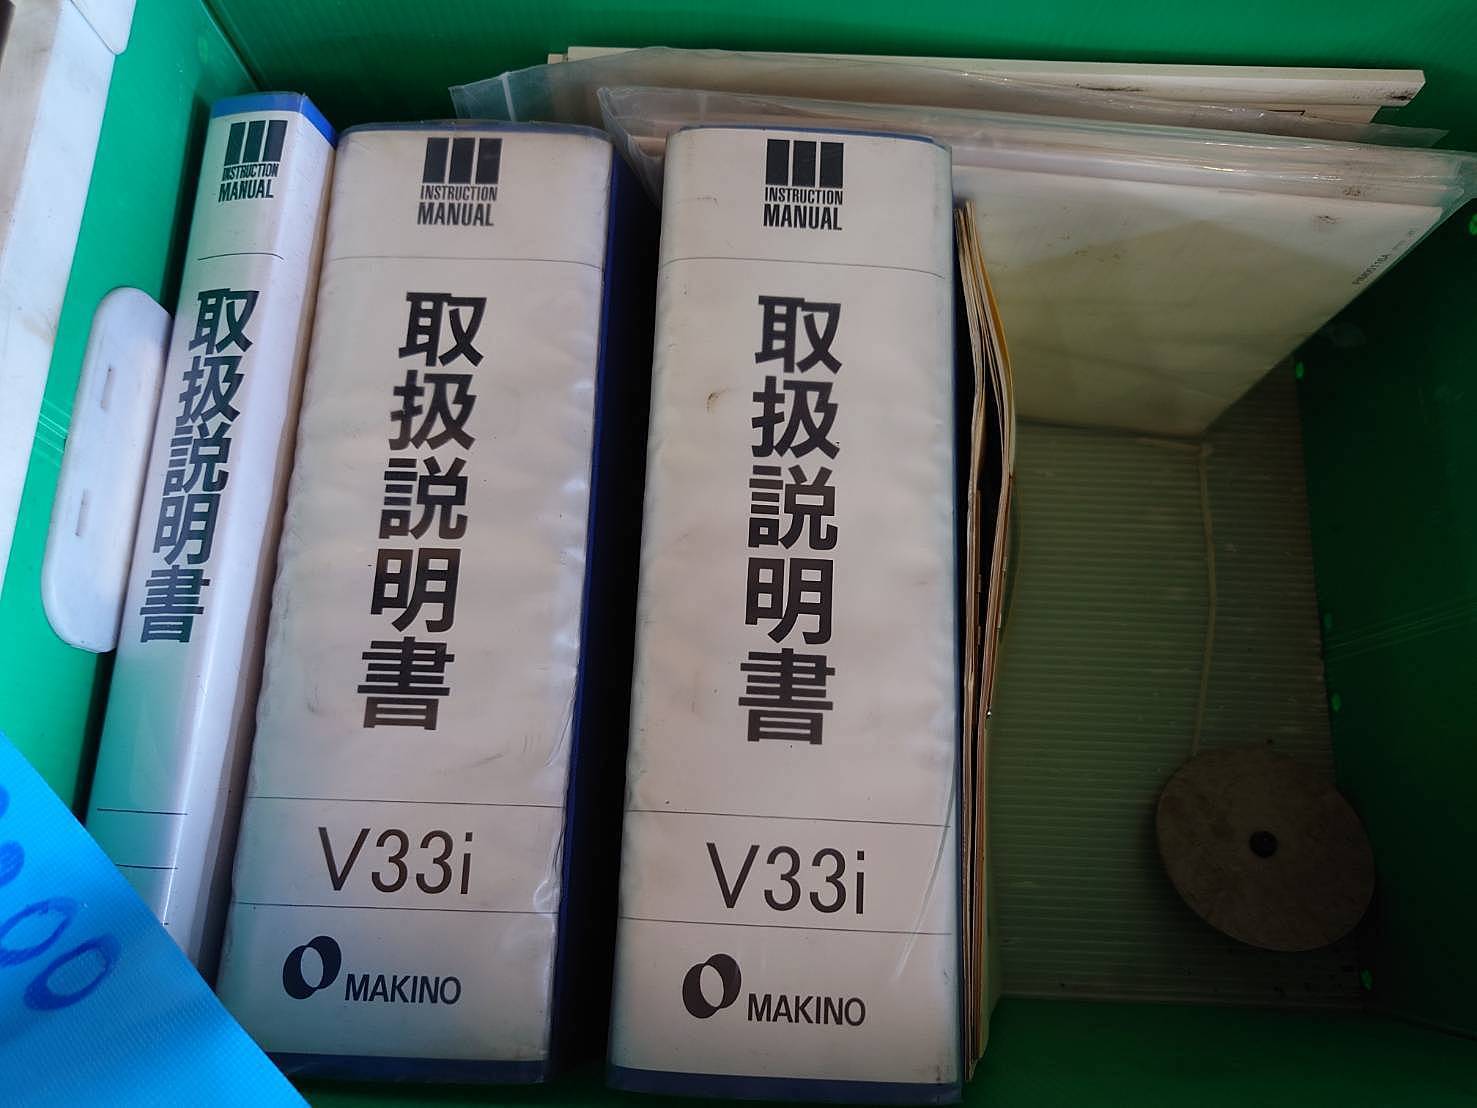 INSTRUCTION
MANUAL
取扱説明書
INSTRUCTION
MANUAL
取扱説明書
V33i
MAKINO
INSTRUCTION
MANUAL
取扱説明書
V33i
MAKINO